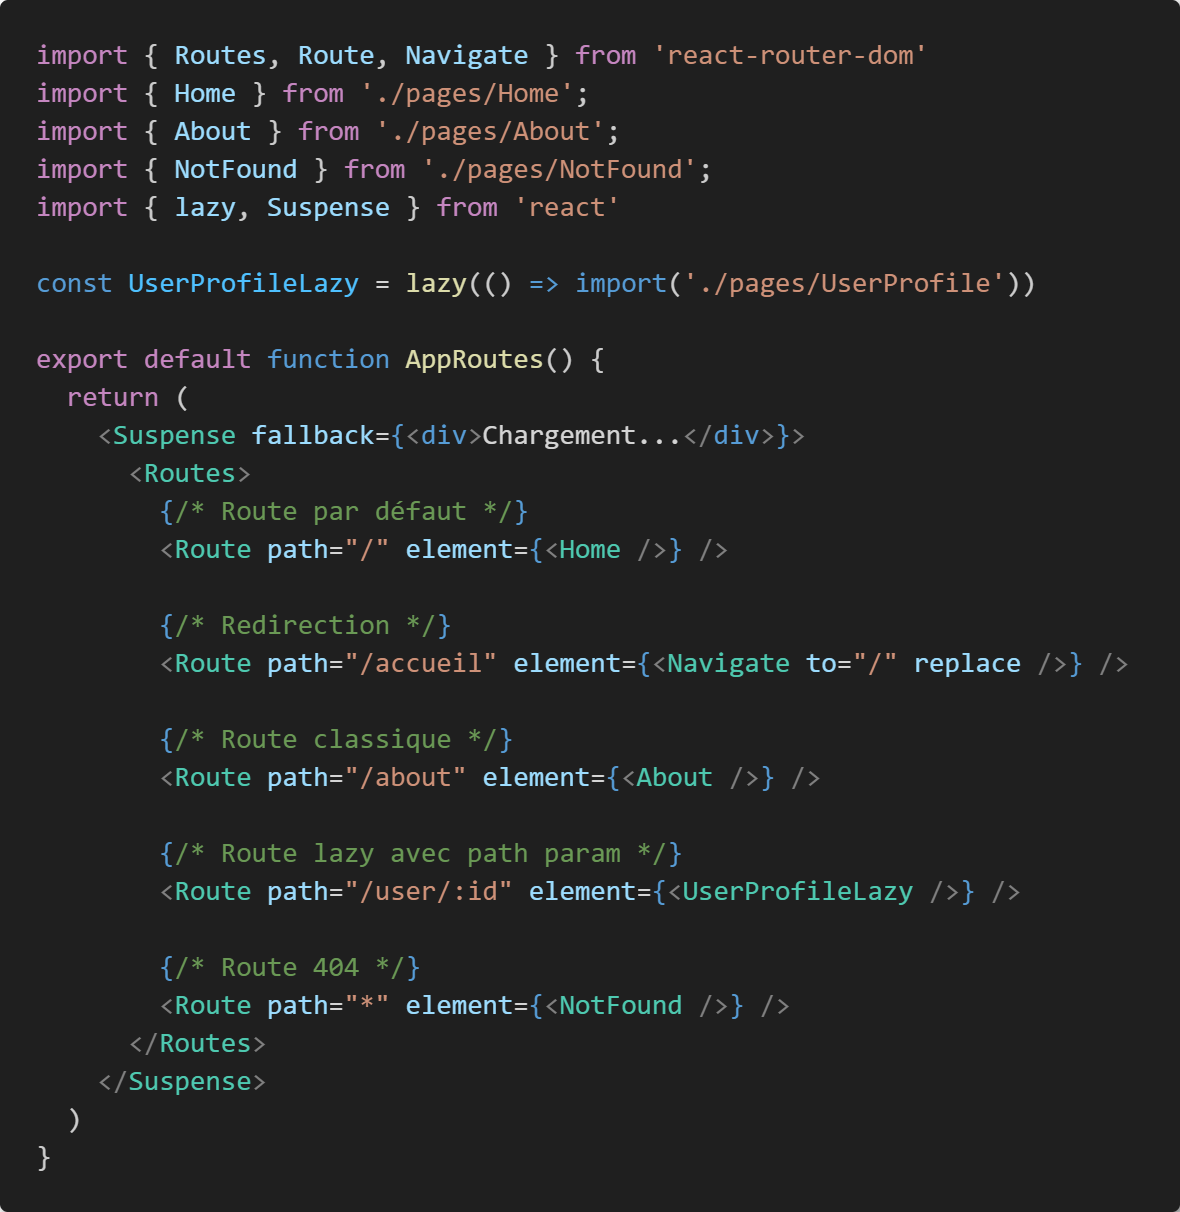 import { Routes, Route, Navigate } from 'react-router-dom'
import { Home } from './pages/Home';
import { About } from './pages/About';
import { NotFound } from './pages/NotFound';
import { lazy, Suspense } from 'react'

const UserProfileLazy = lazy(() => import('./pages/UserProfile'))

export default function AppRoutes() {
  return (
    <Suspense fallback={<div>Chargement...</div>}>
      <Routes>
        {/* Route par défaut */}
        <Route path="/" element={<Home />} />

        {/* Redirection */}
        <Route path="/accueil" element={<Navigate to="/" replace />} />

        {/* Route classique */}
        <Route path="/about" element={<About />} />

        {/* Route lazy avec path param */}
        <Route path="/user/:id" element={<UserProfileLazy />} />

        {/* Route 404 */}
        <Route path="*" element={<NotFound />} />
      </Routes>
    </Suspense>
  )
}